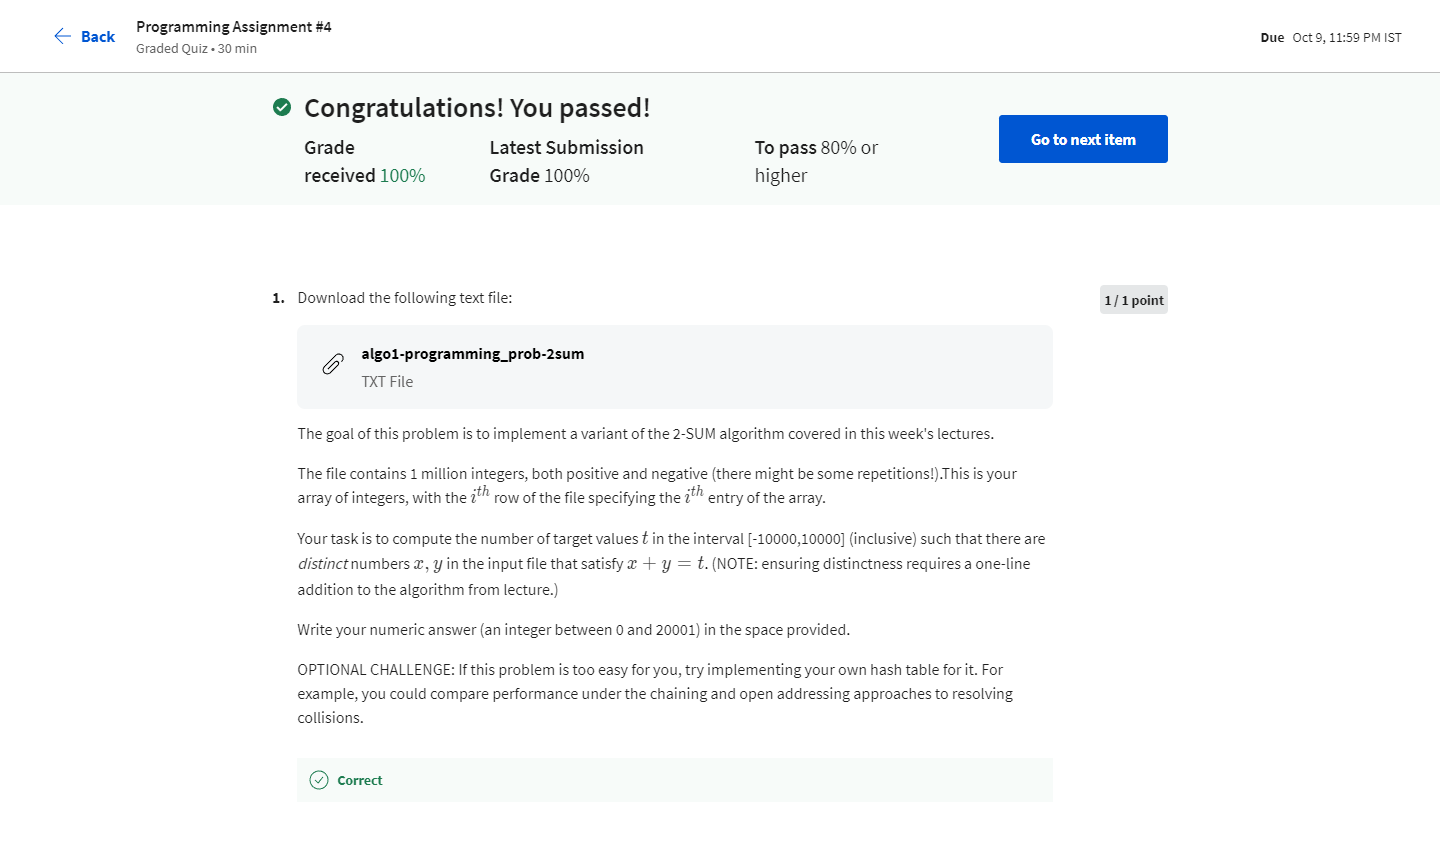 Back
Programming Assignment #4
Graded Quiz • 30 min
Due Oct 9, 11:59 PM IST
Congratulations! You passed!
Grade
received 100%
Latest Submission
Grade 100%
To pass 80% or
higher
Go to next item
1. Download the following text file:
1 / 1 point
algo1-programming_prob-2sum
TXT File
The goal of this problem is to implement a variant of the 2-SUM algorithm covered in this week's lectures.
The file contains 1 million integers, both positive and negative (there might be some repetitions!).This is your
array of integers, with the i^th row of the file specifying the i^th entry of the array.
Your task is to compute the number of target values t in the interval [-10000,10000] (inclusive) such that there are
distinct numbers x, y in the input file that satisfy x + y = t. (NOTE: ensuring distinctness requires a one-line
addition to the algorithm from lecture.)
Write your numeric answer (an integer between 0 and 20001) in the space provided.
OPTIONAL CHALLENGE: If this problem is too easy for you, try implementing your own hash table for it. For
example, you could compare performance under the chaining and open addressing approaches to resolving
collisions.
Correct